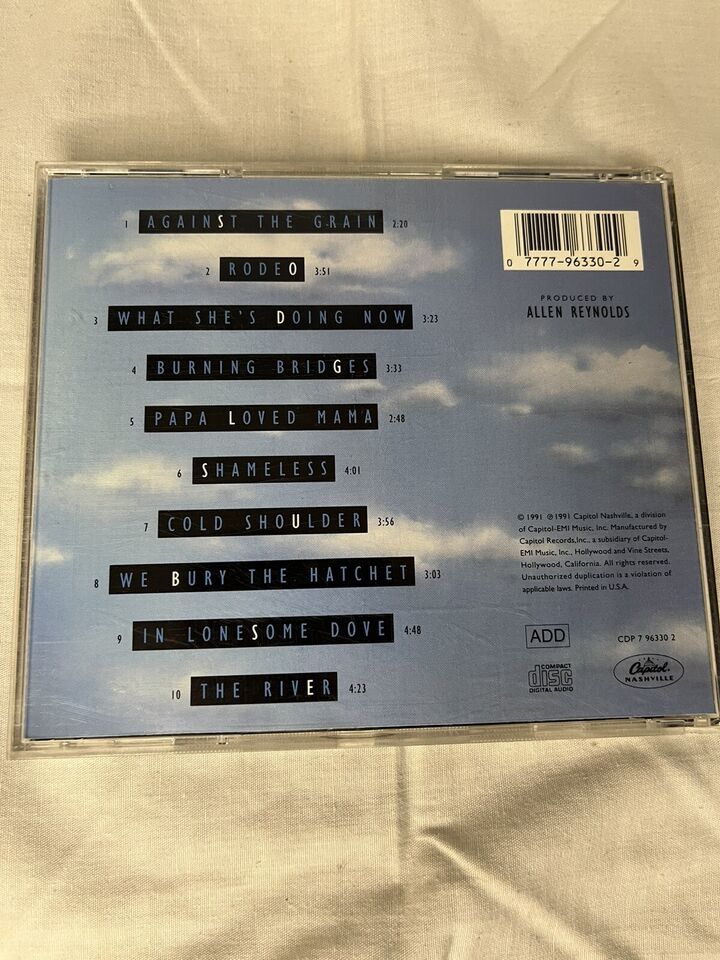 1 AGAINST THE GRAIN 2:20
2 RODEO 3:51
3 WHAT SHE'S DOING NOW 3:23
4 BURNING BRIDGES 3:33
5 PAPA LOVED MAMA 2:48
6 SHAMELESS 4:01
7 COLD SHOULDER 3:56
8 WE BURY THE HATCHET 3:03
9 IN LONESOME DOVE 4:48
10 THE RIVER 4:23
0 7777-96330-2 9
PRODUCED BY
ALLEN REYNOLDS
© 1991 ℗ 1991 Capitol Nashville, a division
of Capitol-EMI Music, Inc. Manufactured by
Capitol Records, Inc., a subsidiary of Capitol-
EMI Music, Inc., Hollywood and Vine Streets,
Hollywood, California. All rights reserved.
Unauthorized duplication is a violation of
applicable laws. Printed in U.S.A.
ADD
CDP 7 96330 2
COMPACT
disc
DIGITAL AUDIO
Capitol
NASHVILLE